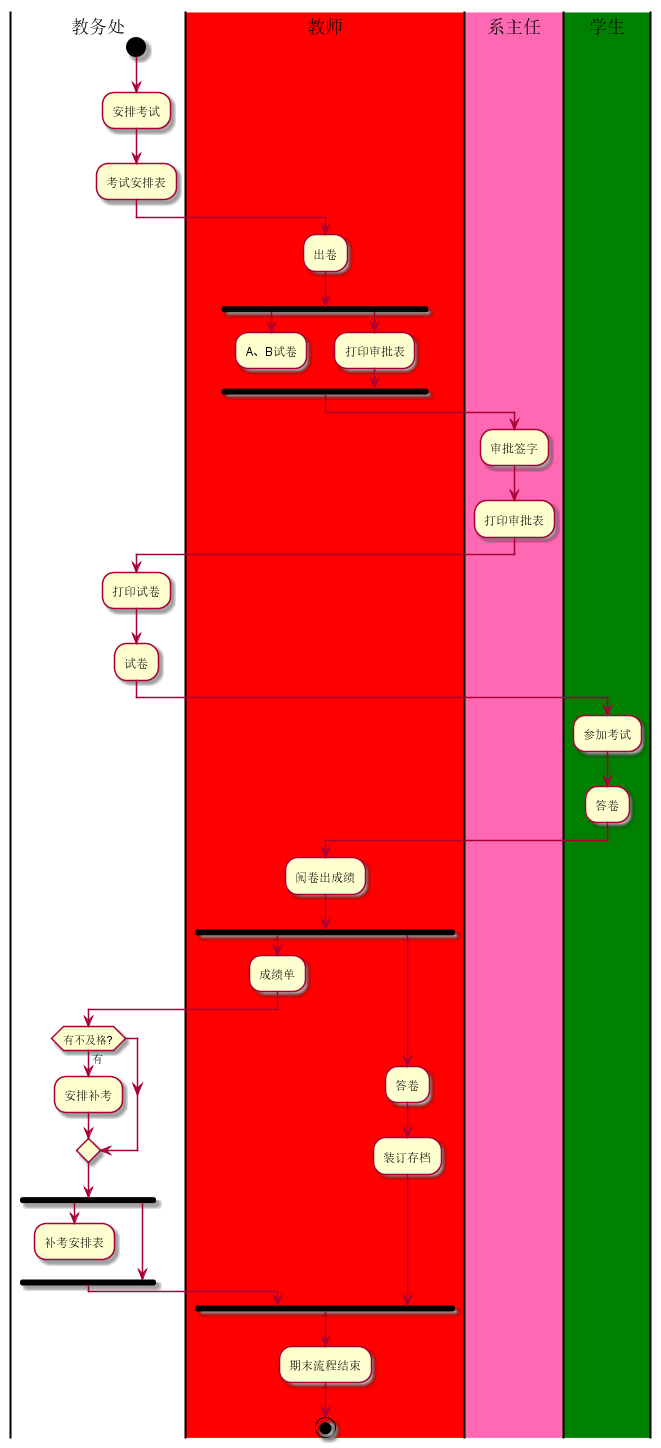 教务处
教师
系主任
学生
安排考试
考试安排表
出卷
A、B试卷
打印审批表
审批签字
打印审批表
打印试卷
试卷
参加考试
答卷
阅卷出成绩
成绩单
有不及格?
有
安排补考
答卷
装订存档
补考安排表
期末流程结束